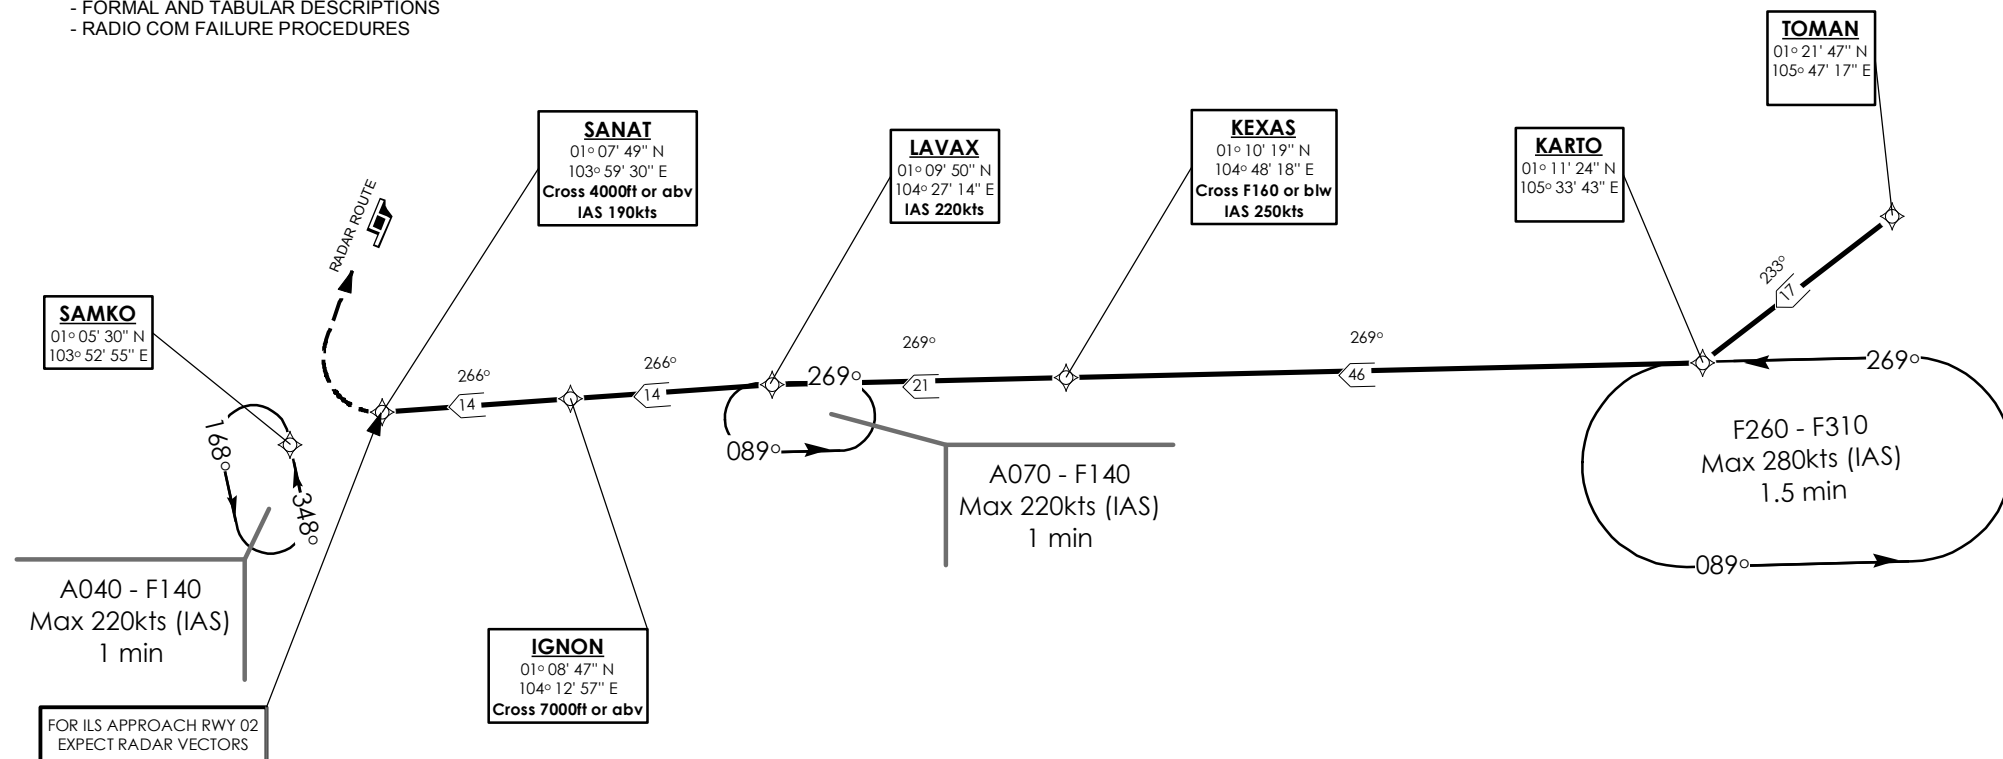 - FORMAL AND TABULAR DESCRIPTIONS
- RADIO COM FAILURE PROCEDURES
TOMAN
01° 21' 47" N
105° 47' 17" E
SANAT
01° 07' 49" N
103° 59' 30" E
Cross 4000ft or abv
IAS 190kts
LAVAX
01° 09' 50" N
104° 27' 14" E
IAS 220kts
KEXAS
01° 10' 19" N
104° 48' 18" E
Cross F160 or blw
IAS 250kts
KARTO
01° 11' 24" N
105° 33' 43" E
RADAR ROUTE
SAMKO
01° 05' 30" N
103° 52' 55" E
233°
17
266°
14
266°
14
269°
269°
21
269°
46
269°
168°
348°
089°
089°
F260 - F310
Max 280kts (IAS)
1.5 min
A070 - F140
Max 220kts (IAS)
1 min
A040 - F140
Max 220kts (IAS)
1 min
IGNON
01° 08' 47" N
104° 12' 57" E
Cross 7000ft or abv
FOR ILS APPROACH RWY 02
EXPECT RADAR VECTORS